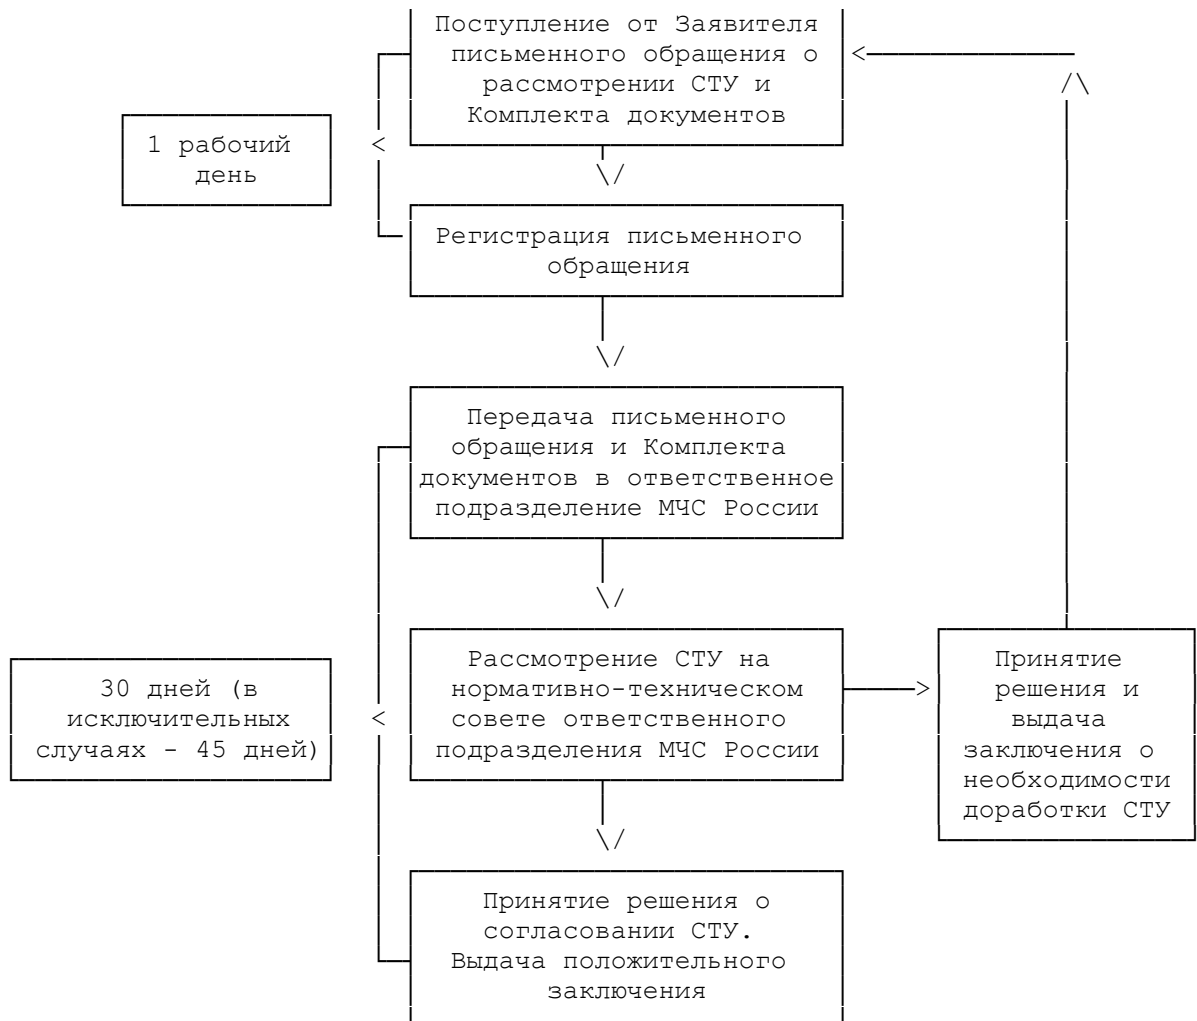 Поступление от Заявителя
письменного обращения о
рассмотрении СТУ и
Комплекта документов
1 рабочий
день
Регистрация письменного
обращения
Передача письменного
обращения и Комплекта
документов в ответственное
подразделение МЧС России
30 дней (в
исключительных
случаях - 45 дней)
Рассмотрение СТУ на
нормативно-техническом
совете ответственного
подразделения МЧС России
Принятие
решения и
выдача
заключения о
необходимости
доработки СТУ
Принятие решения о
согласовании СТУ.
Выдача положительного
заключения